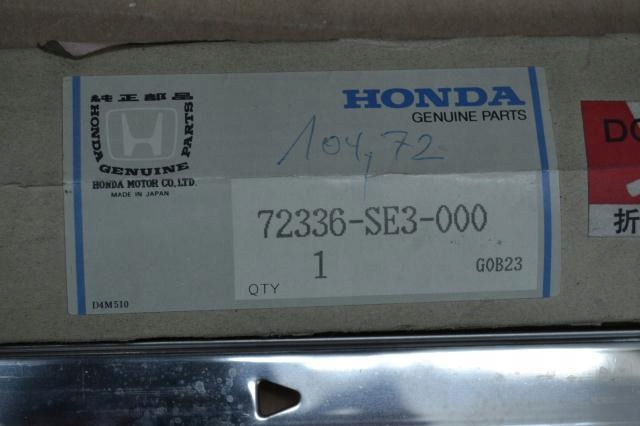 純正部品
HONDA GENUINE PARTS
HONDA MOTOR CO.,LTD.
MADE IN JAPAN
HONDA
GENUINE PARTS
104,72
72336-SE3-000
1
QTY
G0B23
D4M510
DO
折